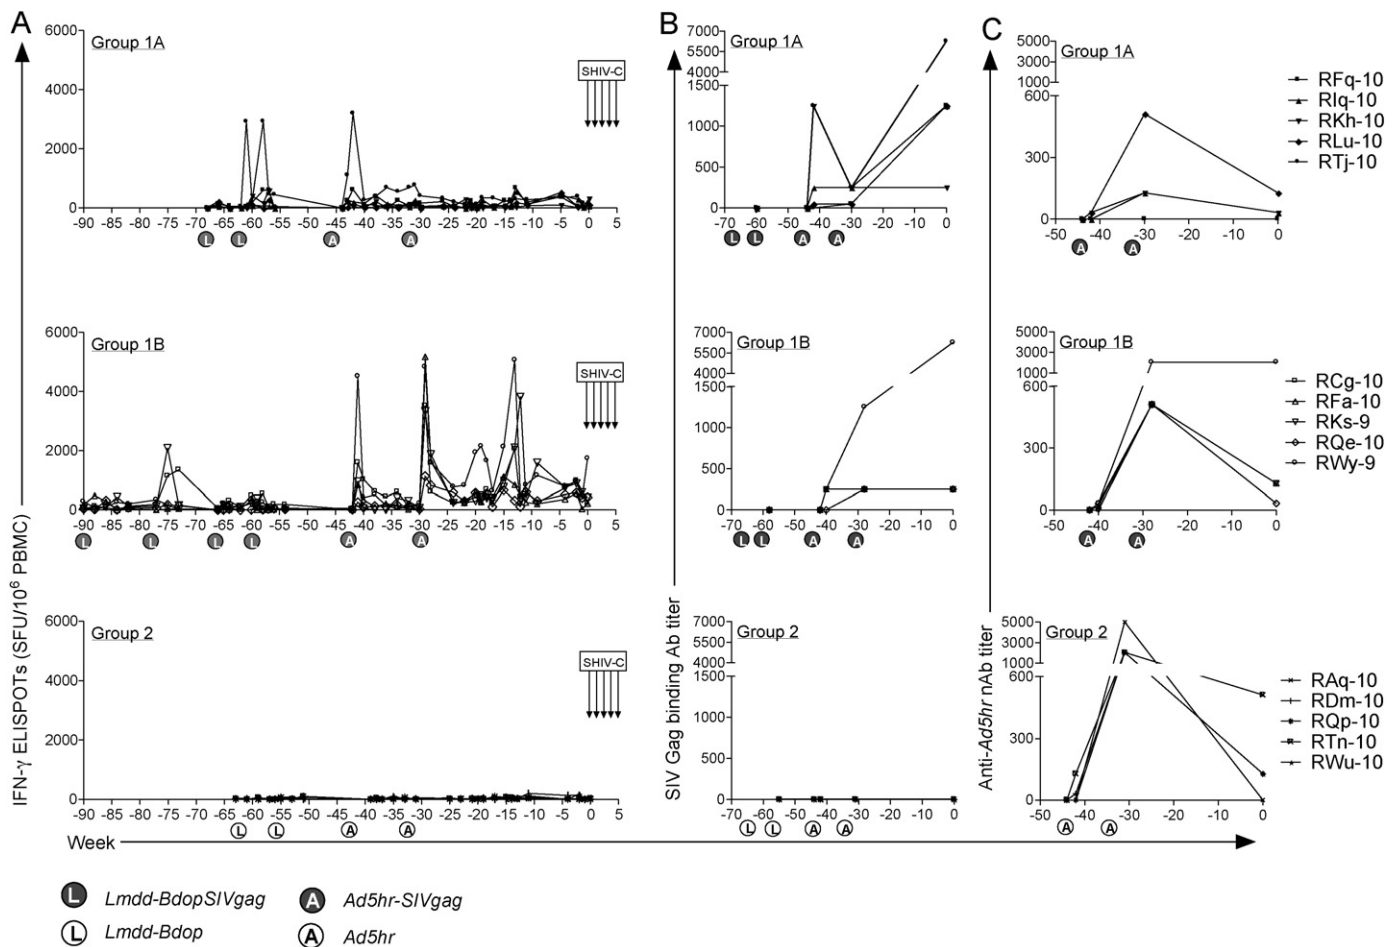 A
B
C
IFN-γ ELISPOTs (SFU/10⁶ PBMC)
SIV Gag binding Ab titer
Anti-Ad5hr nAb titer
Group 1A
6000
4000
2000
0
SHIV-C
-90 -85 -80 -75 -70 -65 -60 -55 -50 -45 -40 -35 -30 -25 -20 -15 -10 -5 0 5
L L A A
Group 1A
7000
5500
4000
1500
1000
500
0
-70 -60 -50 -40 -30 -20 -10 0
L L A A
Group 1A
5000
4000
3000
2000
1000
600
300
0
-50 -40 -30 -20 -10 0
A A
RFq-10
RIq-10
RKh-10
RLu-10
RTj-10
Group 1B
6000
4000
2000
0
SHIV-C
-90 -85 -80 -75 -70 -65 -60 -55 -50 -45 -40 -35 -30 -25 -20 -15 -10 -5 0 5
L L L L A A
Group 1B
7000
5500
4000
1500
1000
500
0
-70 -60 -50 -40 -30 -20 -10 0
L L A A
Group 1B
5000
4000
3000
2000
1000
600
300
0
-50 -40 -30 -20 -10 0
A A
RCg-10
RFa-10
RKs-9
RQe-10
RWy-9
Group 2
6000
4000
2000
0
SHIV-C
-90 -85 -80 -75 -70 -65 -60 -55 -50 -45 -40 -35 -30 -25 -20 -15 -10 -5 0 5
L L A A
Group 2
7000
5500
4000
1500
1000
500
0
-70 -60 -50 -40 -30 -20 -10 0
L L A A
Group 2
5000
4000
3000
2000
1000
600
300
0
-50 -40 -30 -20 -10 0
A A
RAq-10
RDm-10
RQp-10
RTn-10
RWu-10
Week
L Lmdd-BdopSIVgag
A Ad5hr-SIVgag
L Lmdd-Bdop
A Ad5hr